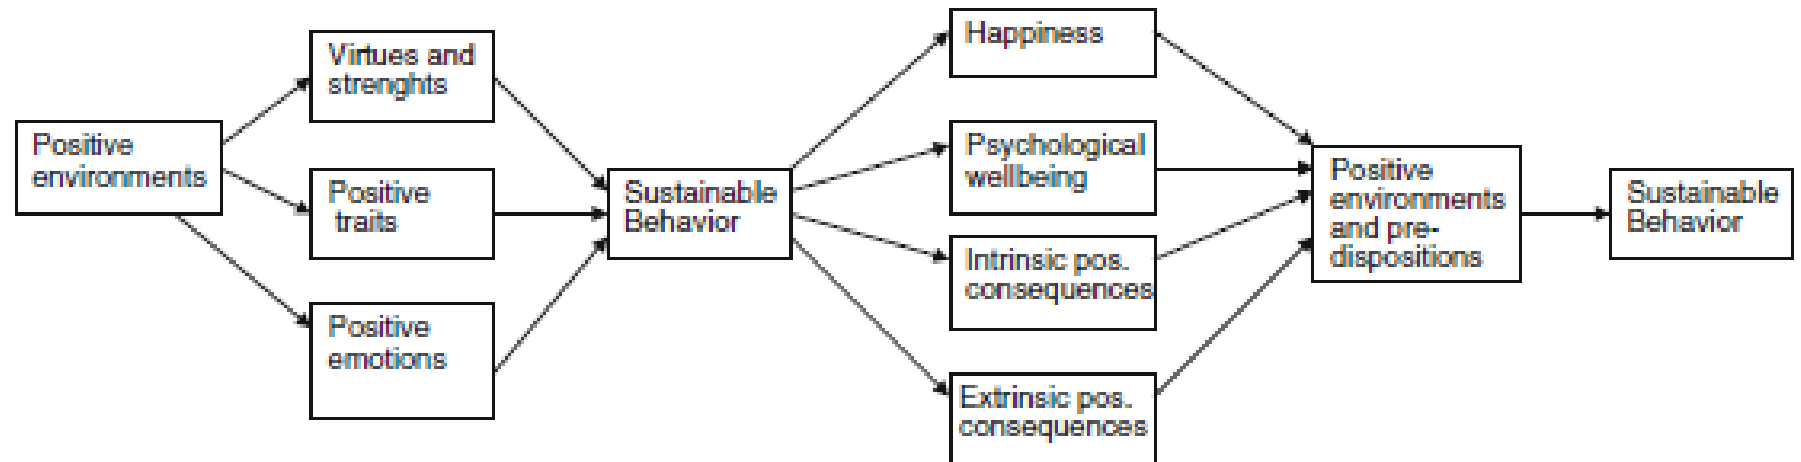 Positive
environments
Virtues and
strenghts
Positive
traits
Positive
emotions
Sustainable
Behavior
Happiness
Psychological
wellbeing
Intrinsic pos.
consequences
Extrinsic pos.
consequences
Positive
environments
and pre-
dispositions
Sustainable
Behavior